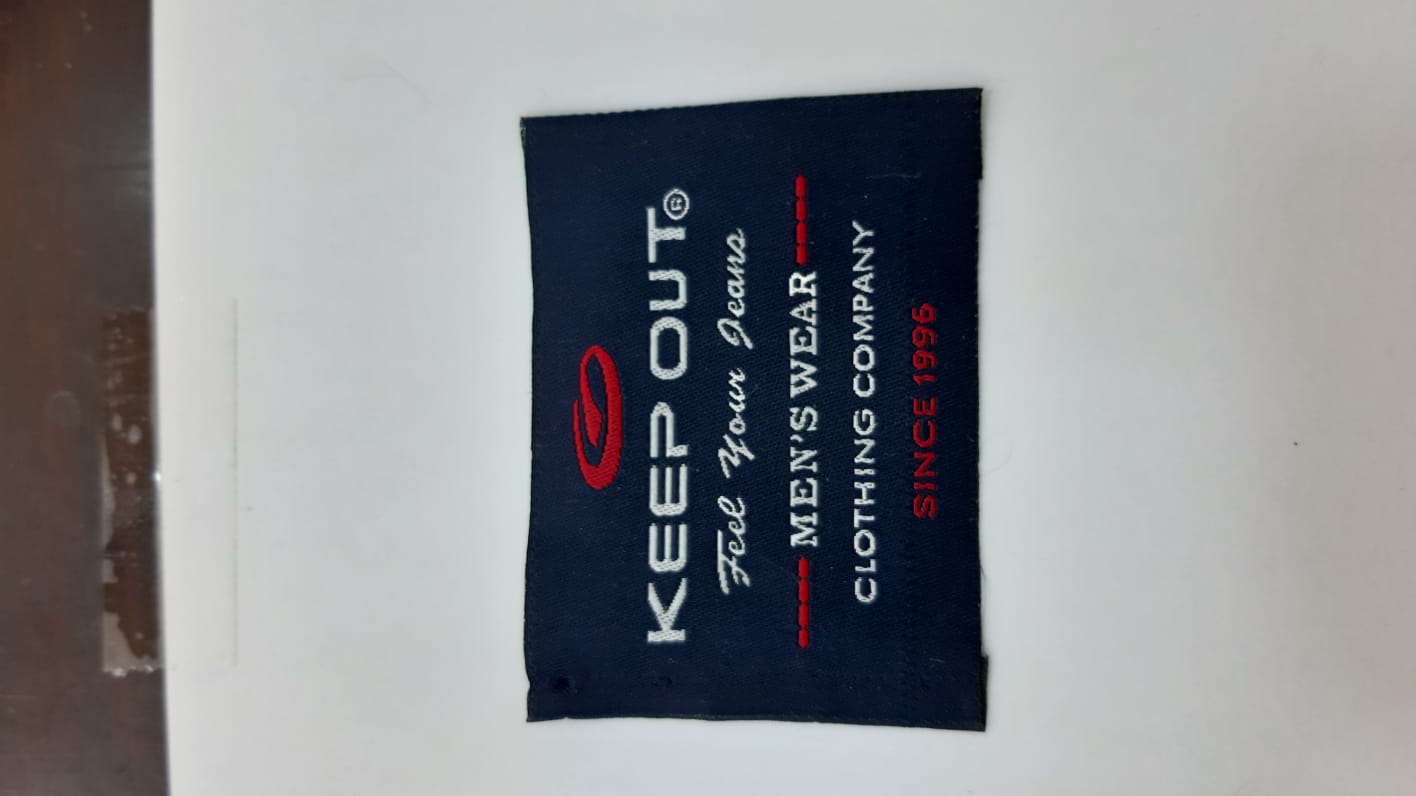 KEEP OUT®
Feel Your Jeans
MEN'S WEAR
CLOTHING COMPANY
SINCE 1996